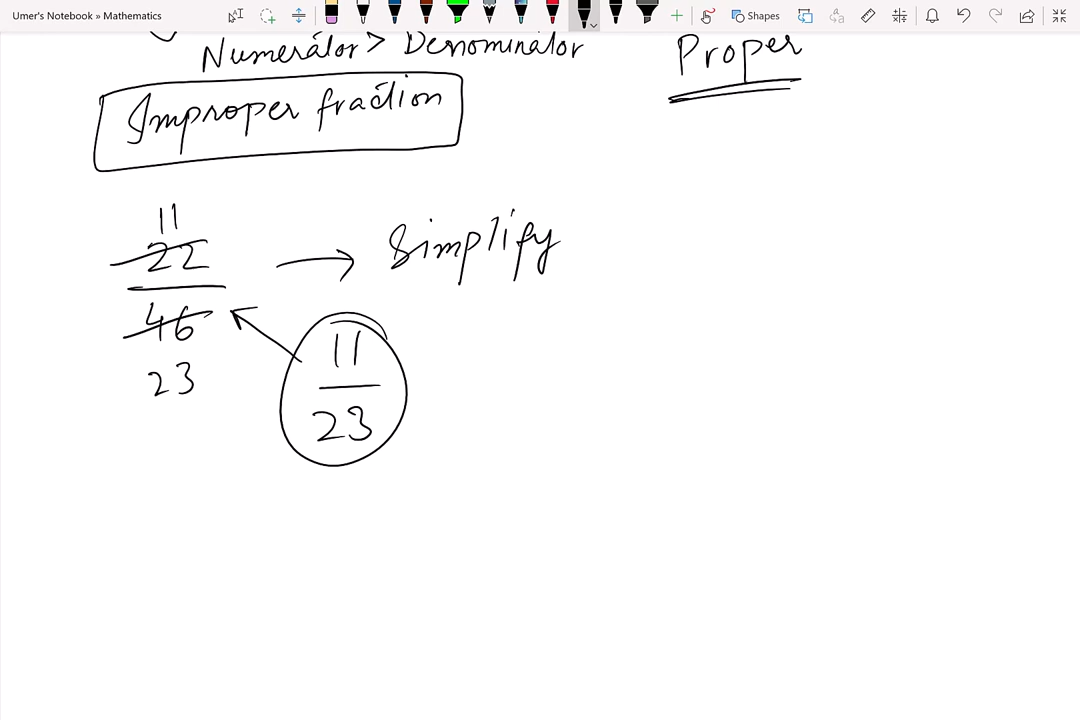 Umer's Notebook » Mathematics
Shapes
Numerator > Denominator
Proper
Improper fraction
11
22
46
23
Simplify
11
23